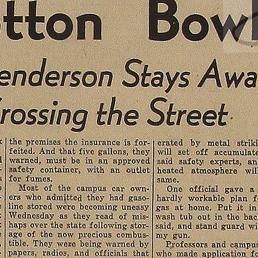 otton Bowl
enderson Stays Awa
rossing the Street
the premises the insurance is for-
feited. And that five gallons, they
warned, must be in an approved
safety container, with an outlet
for fumes.
Most of the campus car own-
ers who admitted they had gaso-
line stored were becoming uneasy
Wednesday as they read of mis-
haps over the state following stor-
age of the now precious combus-
tible. They were being warned by
papers, radios, and officials that
erated by metal striki
will set off accumulate
said safety experts, an
heated atmosphere will
same.
One official gave a
hardly workable plan f
gas at home. Put it in
wash tub out in the back
said, and stand guard wi
my gun.
Professors and campus
who made application fo